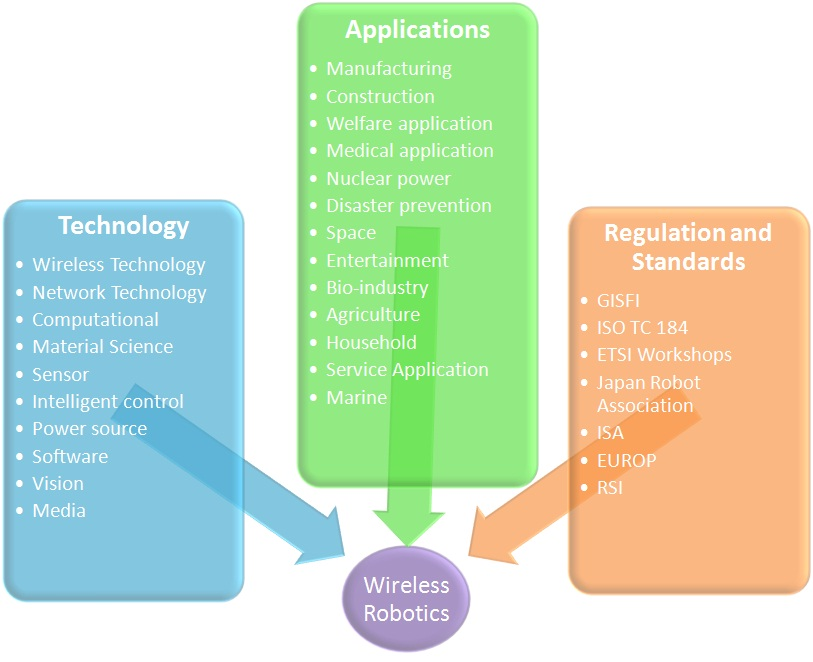 Applications
• Manufacturing
• Construction
• Welfare application
• Medical application
• Nuclear power
• Disaster prevention
• Space
• Entertainment
• Bio-industry
• Agriculture
• Household
• Service Application
• Marine
Technology
• Wireless Technology
• Network Technology
• Computational
• Material Science
• Sensor
• Intelligent control
• Power source
• Software
• Vision
• Media
Regulation and
Standards
• GISFI
• ISO TC 184
• ETSI Workshops
• Japan Robot
Association
• ISA
• EUROP
• RSI
Wireless
Robotics